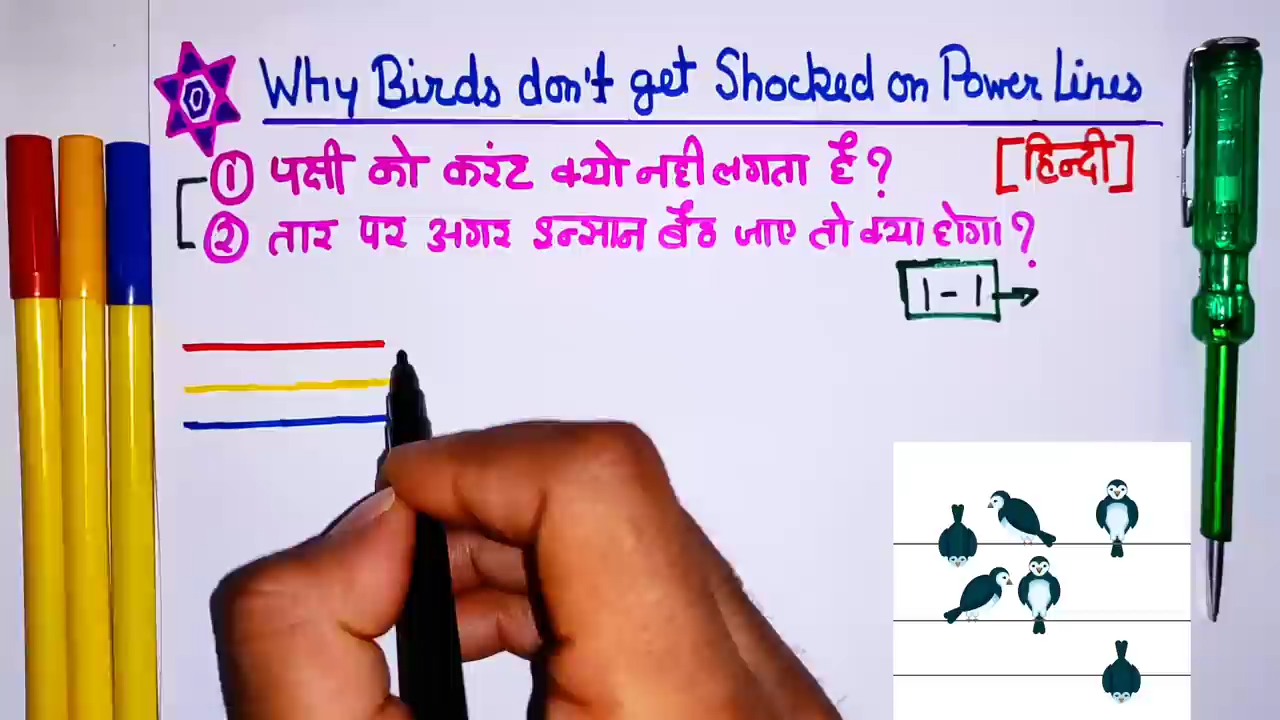 Why Birds don't get Shocked on Power Lines
① पक्षी को करंट क्यो नही लगता है?
[हिन्दी]
② तार पर अगर इन्सान बैठ जाए तो क्या होगा?
1-1